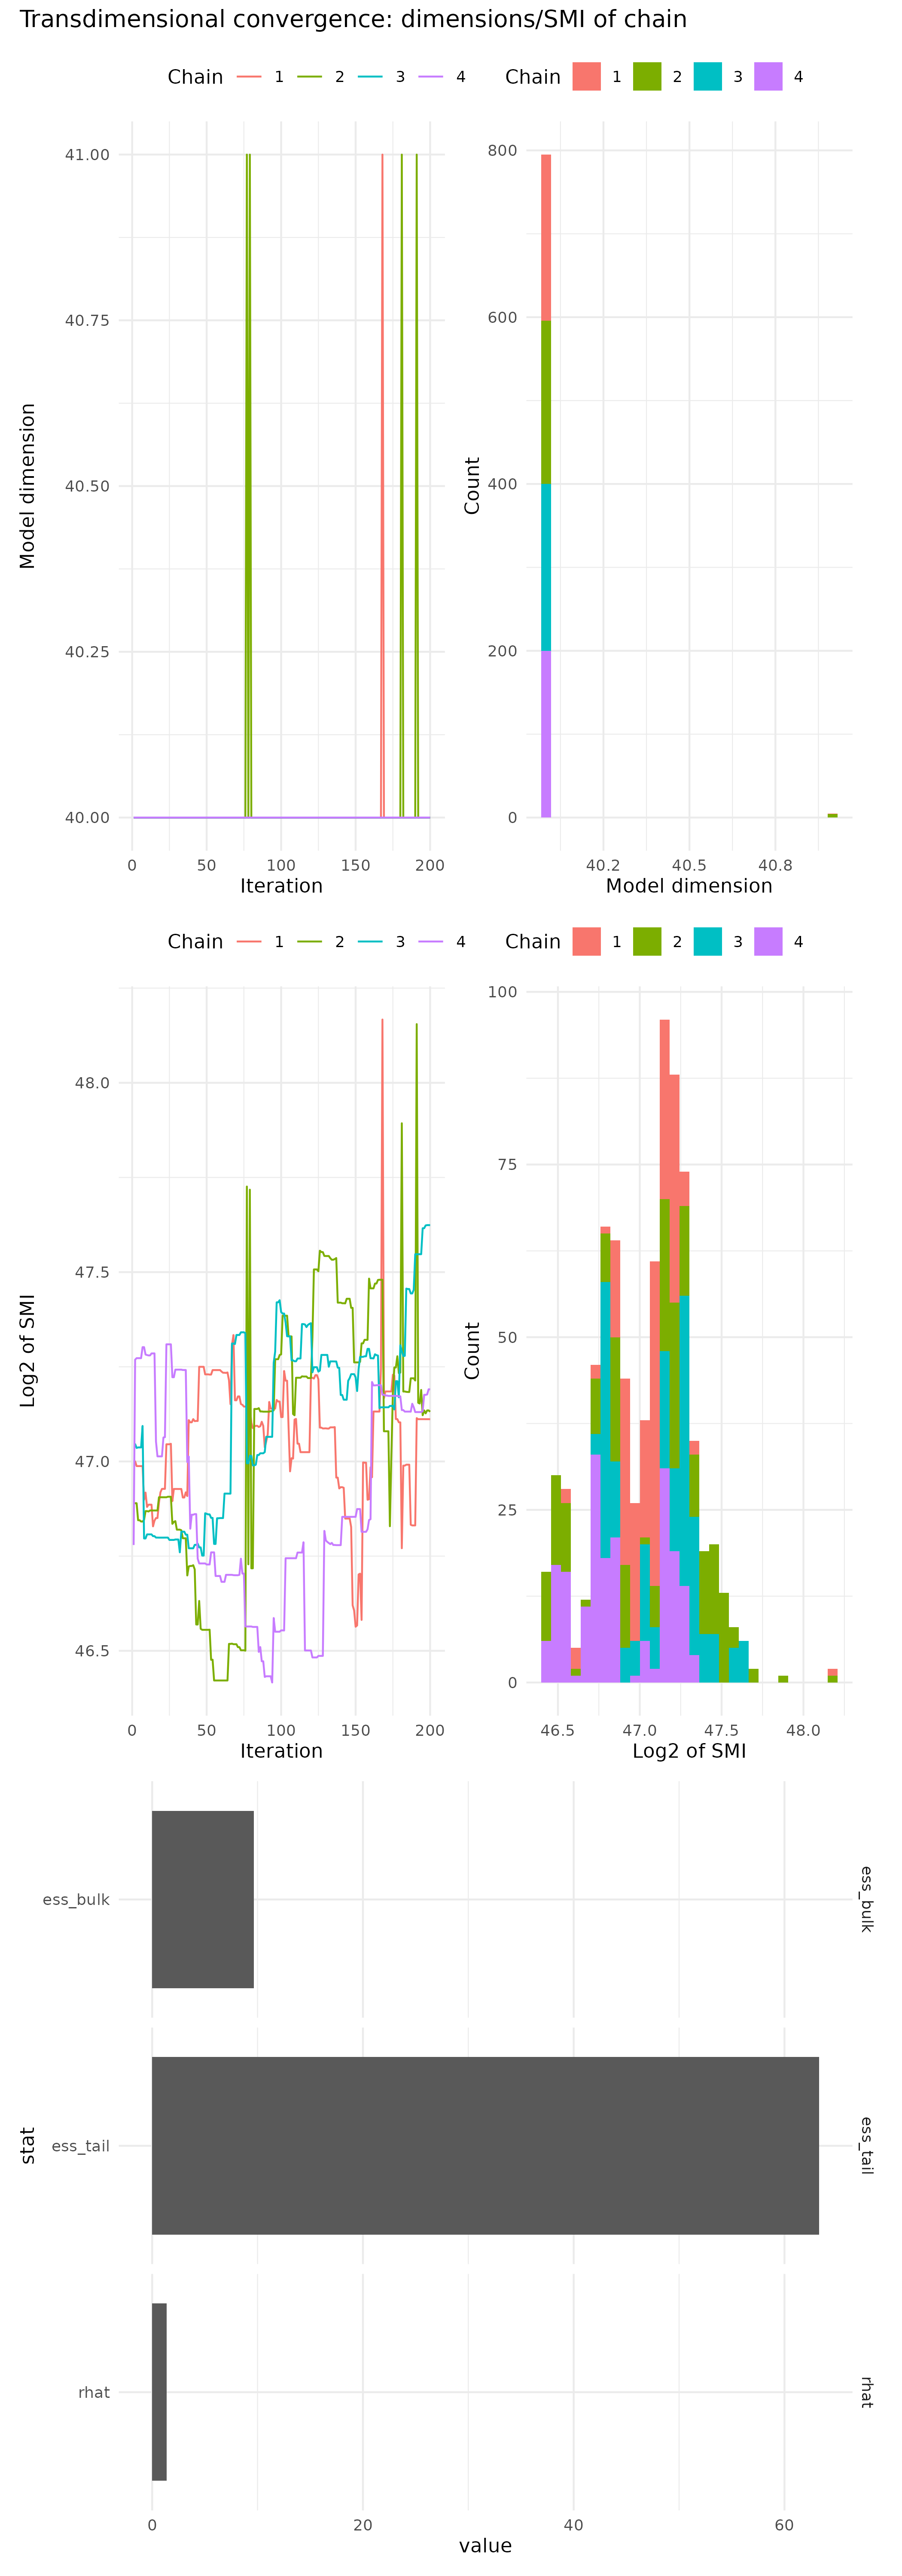 Transdimensional convergence: dimensions/SMI of chain
Chain 1 2 3 4
Chain 1 2 3 4
41.00
40.75
40.50
40.25
40.00
Model dimension
0 50 100 150 200
Iteration
800
600
400
200
0
Count
40.2 40.5 40.8
Model dimension
Chain 1 2 3 4
Chain 1 2 3 4
48.0
47.5
47.0
46.5
Log2 of SMI
0 50 100 150 200
Iteration
100
75
50
25
0
Count
46.5 47.0 47.5 48.0
Log2 of SMI
ess_bulk
ess_bulk
stat
ess_tail
ess_tail
rhat
rhat
0 20 40 60
value